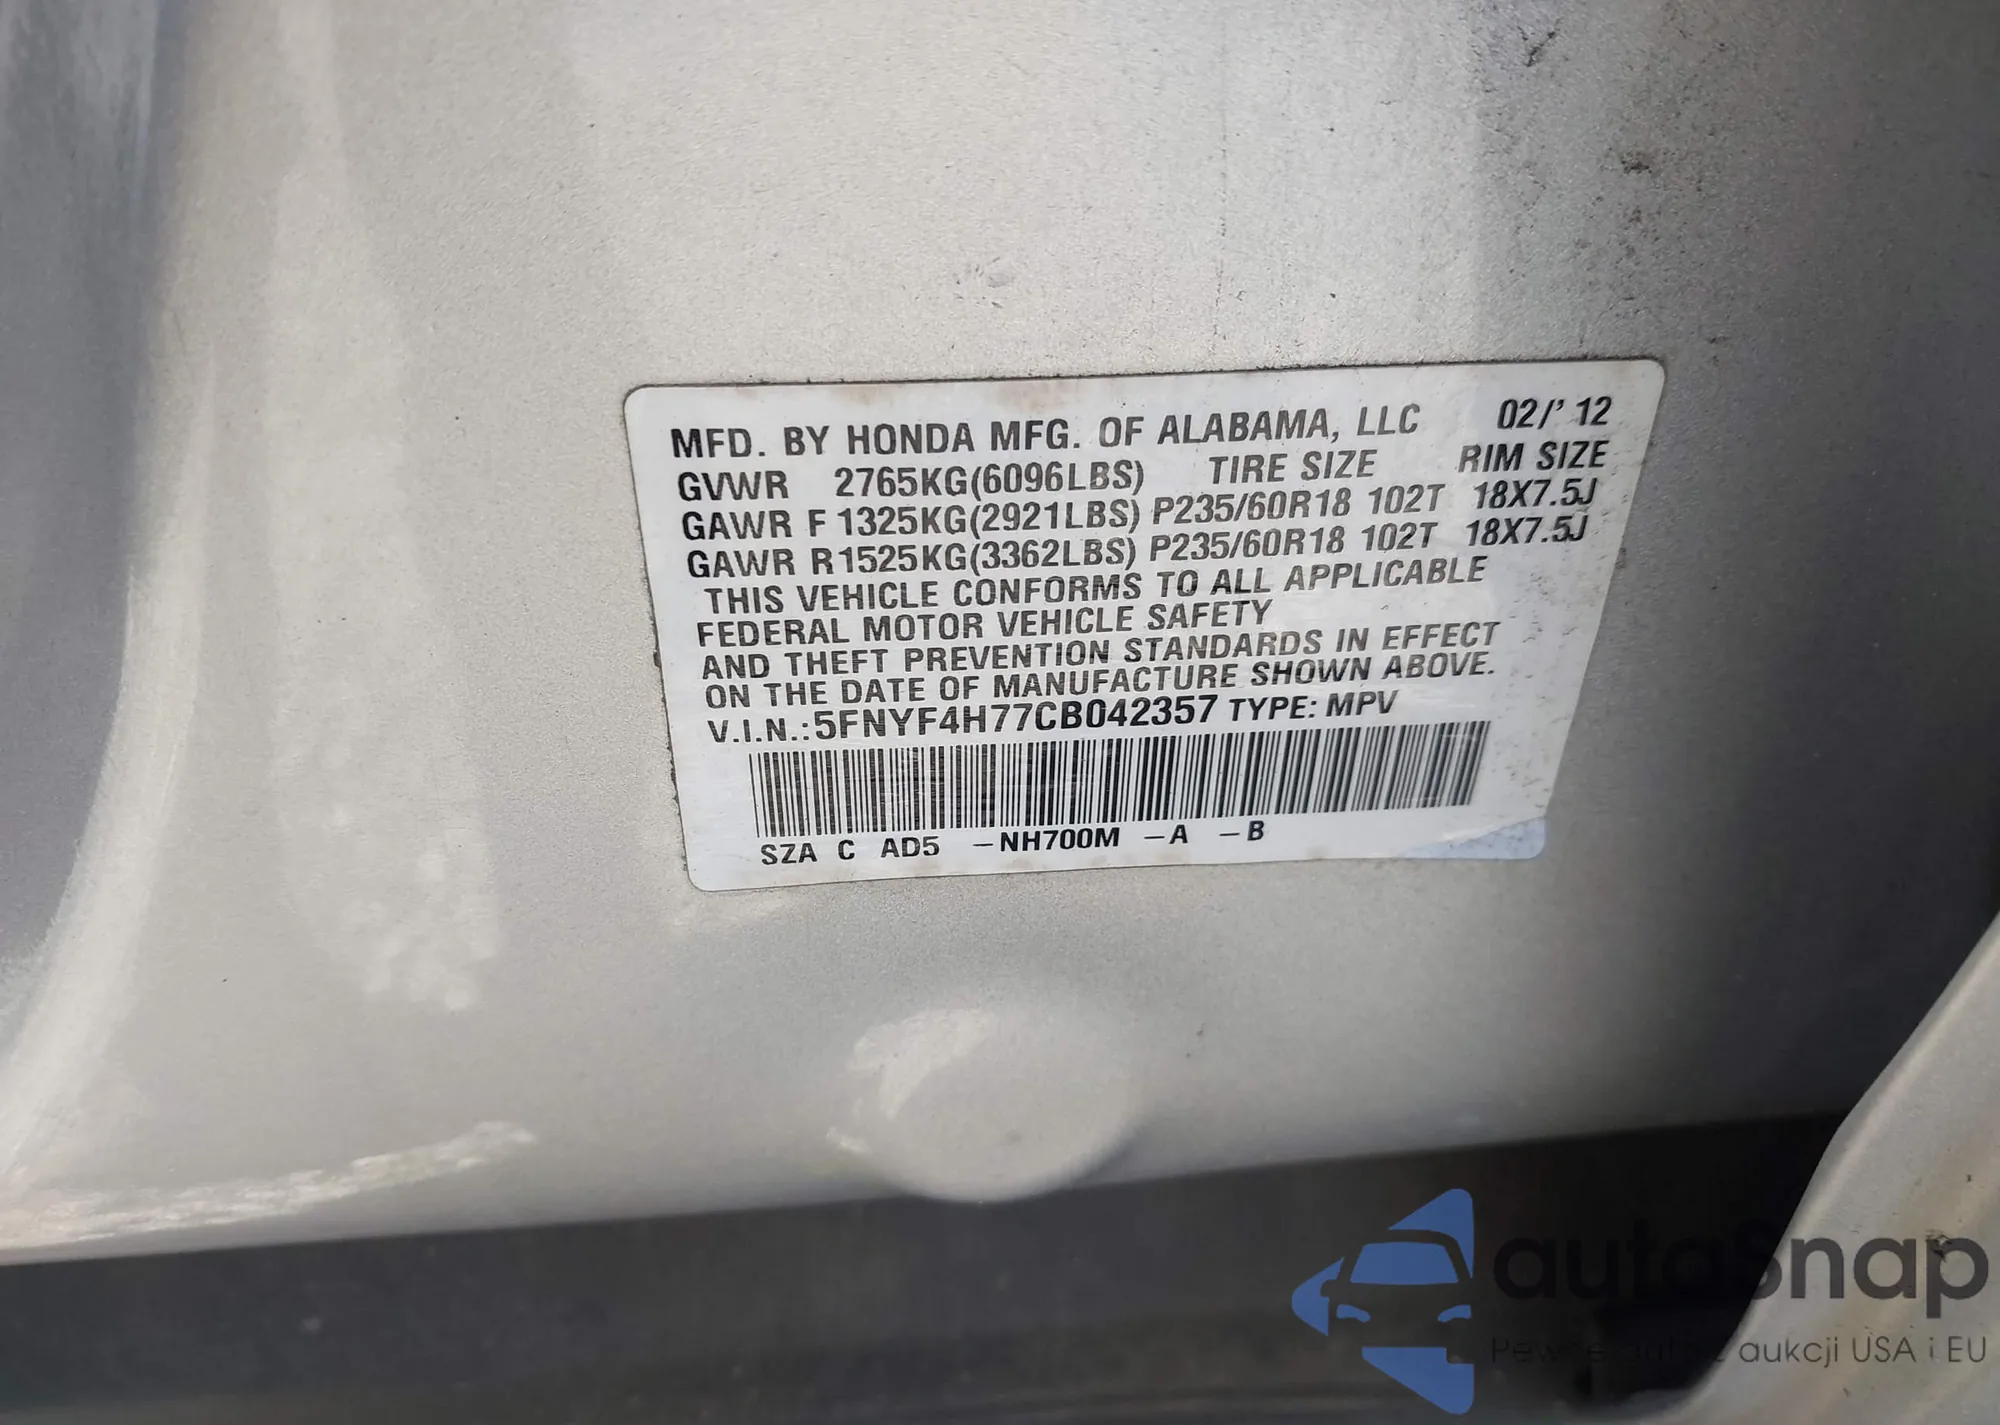 MFD. BY HONDA MFG. OF ALABAMA, LLC 02/' 12
GVWR 2765KG(6096LBS) TIRE SIZE RIM SIZE
GAWR F 1325KG(2921LBS) P235/60R18 102T 18X7.5J
GAWR R1525KG(3362LBS) P235/60R18 102T 18X7.5J
THIS VEHICLE CONFORMS TO ALL APPLICABLE
FEDERAL MOTOR VEHICLE SAFETY
AND THEFT PREVENTION STANDARDS IN EFFECT
ON THE DATE OF MANUFACTURE SHOWN ABOVE.
V.I.N.:5FNYF4H77CB042357 TYPE: MPV
SZA C AD5 -NH700M -A -B
autoSnap
Pewne auto z aukcji USA i EU